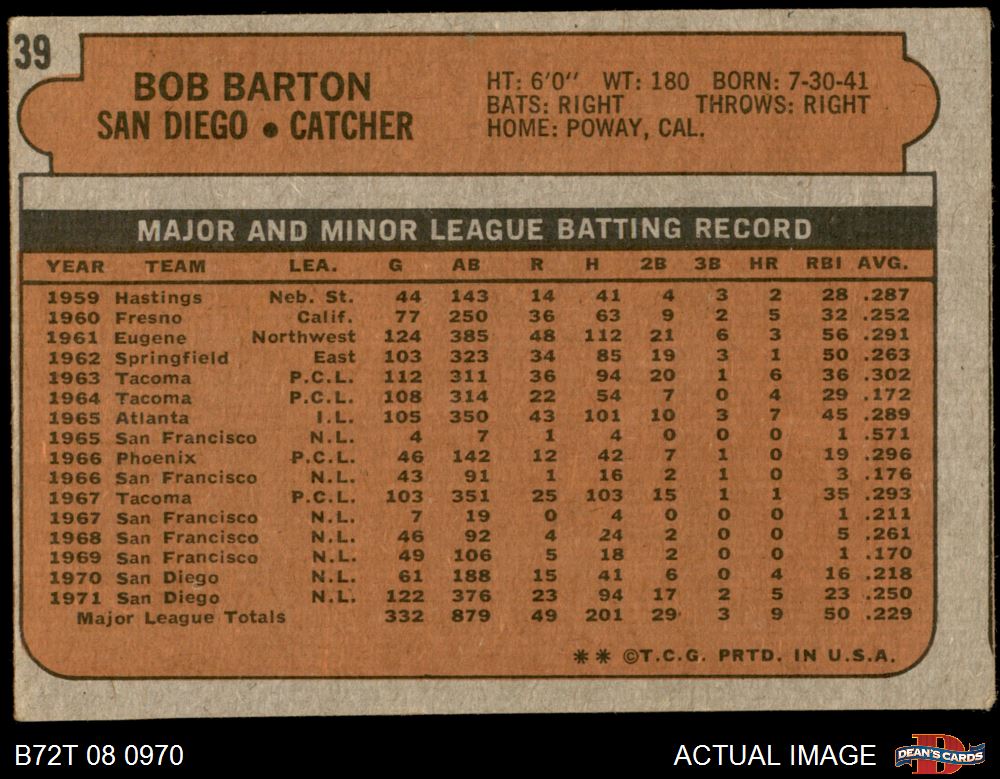 39
BOB BARTON
SAN DIEGO • CATCHER
HT: 6'0" WT: 180 BORN: 7-30-41
BATS: RIGHT THROWS: RIGHT
HOME: POWAY, CAL.
MAJOR AND MINOR LEAGUE BATTING RECORD
YEAR TEAM LEA. G AB R H 2B 3B HR RBI AVG.
1959 Hastings Neb. St. 44 143 14 41 4 3 2 28 .287
1960 Fresno Calif. 77 250 36 63 9 2 5 32 .252
1961 Eugene Northwest 124 385 48 112 21 6 3 56 .291
1962 Springfield East 103 323 34 85 19 3 1 50 .263
1963 Tacoma P.C.L. 112 311 36 94 20 1 6 36 .302
1964 Tacoma P.C.L. 108 314 22 54 7 0 4 29 .172
1965 Atlanta I.L. 105 350 43 101 10 3 7 45 .289
1965 San Francisco N.L. 4 7 1 4 0 0 0 1 .571
1966 Phoenix P.C.L. 46 142 12 42 7 1 0 19 .296
1966 San Francisco N.L. 43 91 1 16 2 1 0 3 .176
1967 Tacoma P.C.L. 103 351 25 103 15 1 1 35 .293
1967 San Francisco N.L. 7 19 0 4 0 0 0 1 .211
1968 San Francisco N.L. 46 92 4 24 2 0 0 5 .261
1969 San Francisco N.L. 49 106 5 18 2 0 0 1 .170
1970 San Diego N.L. 61 188 15 41 6 0 4 16 .218
1971 San Diego N.L. 122 376 23 94 17 2 5 23 .250
Major League Totals 332 879 49 201 29 3 9 50 .229
** ©T.C.G. PRTD. IN U.S.A.
B72T 08 0970
ACTUAL IMAGE
D
DEAN'S CARDS